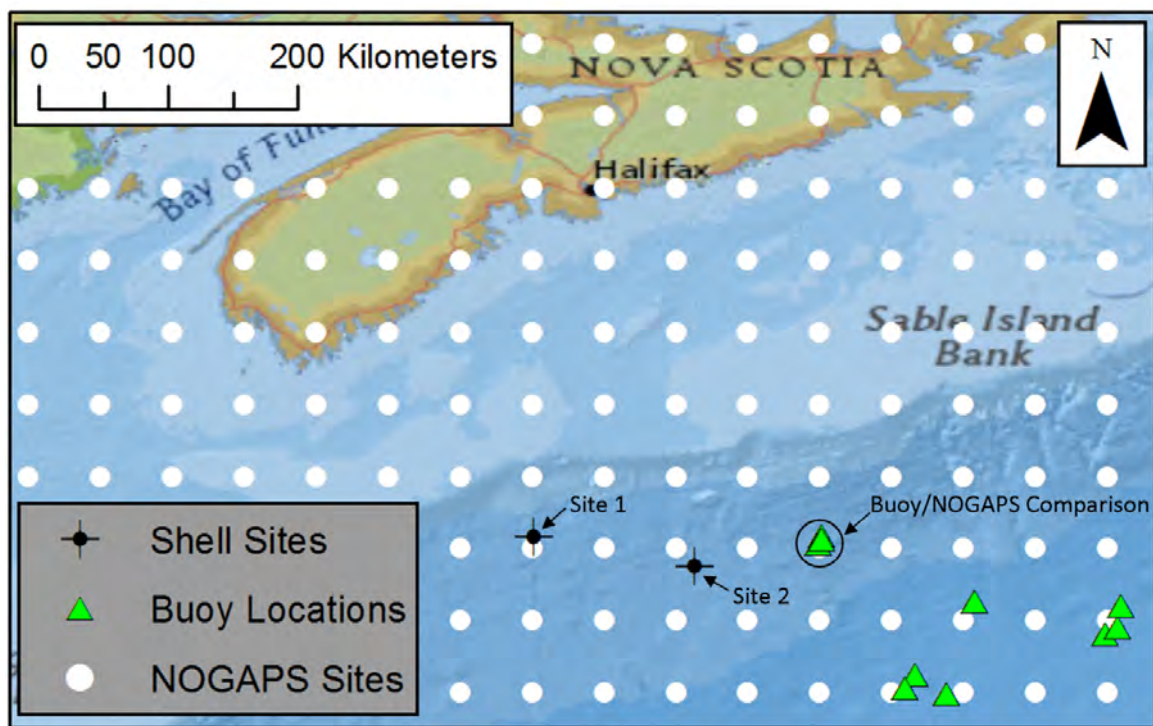 0 50 100 200 Kilometers
N
NOVA SCOTIA
Bay of Fund
Halifax
Sable Island
Bank
Site 1
Buoy/NOGAPS Comparison
Site 2
Shell Sites
Buoy Locations
NOGAPS Sites